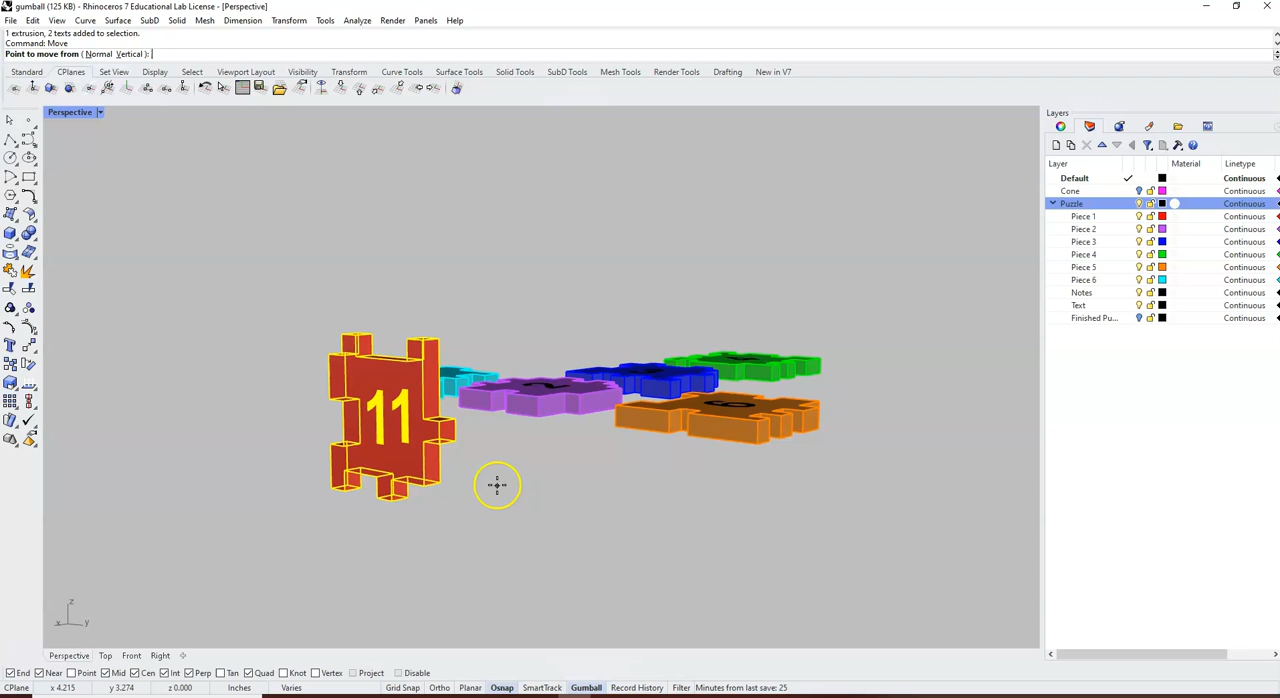 gumball (125 KB) - Rhinoceros 7 Educational Lab License - [Perspective]
File Edit View Curve Surface SubD Solid Mesh Dimension Transform Tools Analyze Render Panels Help
1 extrusion, 2 texts added to selection.
Command: Move
Point to move from ( Normal Vertical ):
Standard CPlanes Set View Display Select Viewport Layout Visibility Transform Curve Tools Surface Tools Solid Tools SubD Tools Mesh Tools Render Tools Drafting New in V7
Perspective
Layers
Layer Material Linetype
Default Continuous
Cone Continuous
Puzzle Continuous
Piece 1 Continuous
Piece 2 Continuous
Piece 3 Continuous
Piece 4 Continuous
Piece 5 Continuous
Piece 6 Continuous
Notes Continuous
Text Continuous
Finished Pu... Continuous
11
2
z
x y
Perspective Top Front Right
End Near Point Mid Cen Int Perp Tan Quad Knot Vertex Project Disable
CPlane x 4.215 y 3.274 z 0.000 Inches Varies Grid Snap Ortho Planar Osnap SmartTrack Gumball Record History Filter Minutes from last save: 25